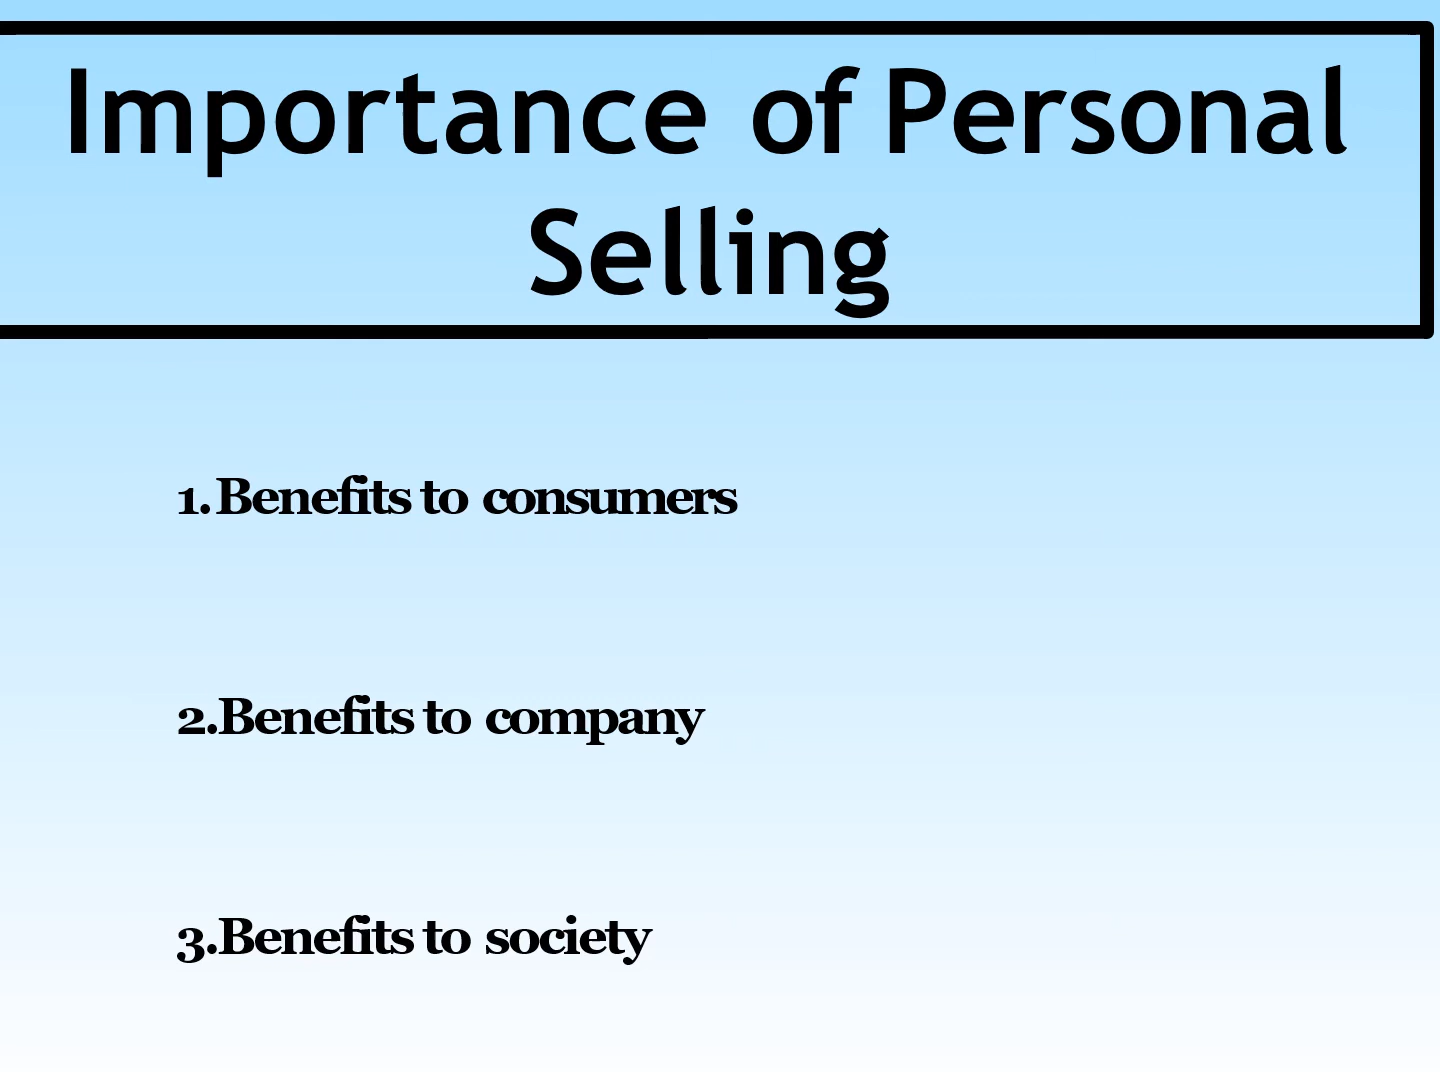 Importance of Personal
Selling
1. Benefits to consumers
2.Benefits to company
3.Benefits to society